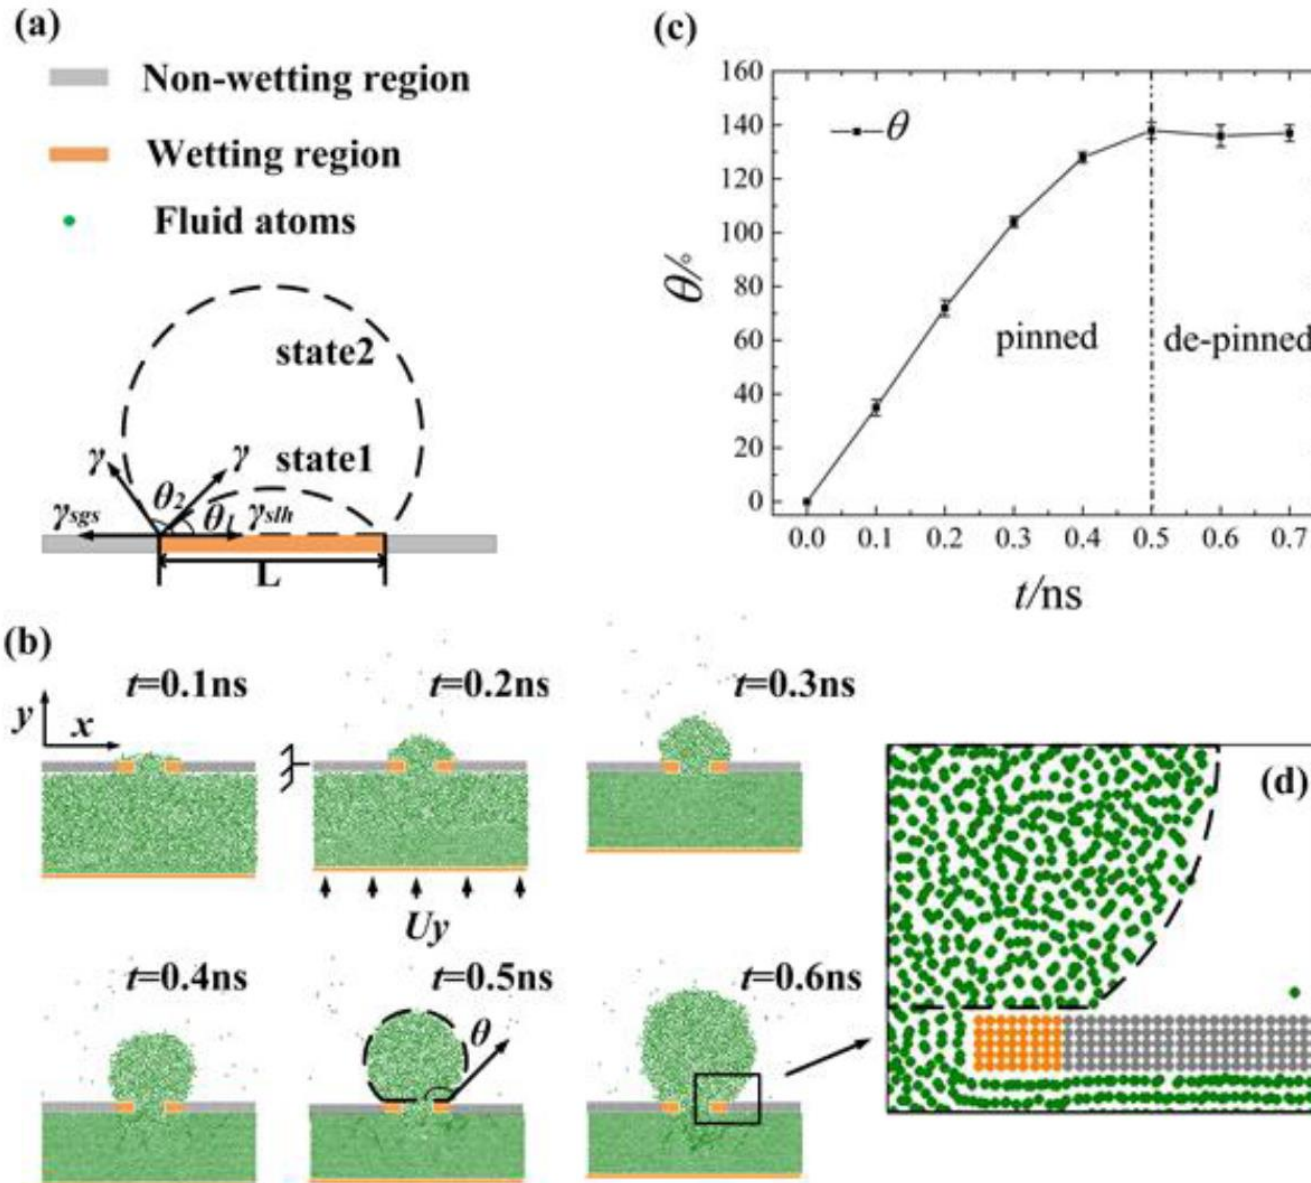 (a)
Non-wetting region
Wetting region
Fluid atoms
state2
state1
γ
γ
θ2
θ1
γsgs
γslh
L
(c)
160
140
120
100
80
60
40
20
0
θ/°
θ
pinned
de-pinned
0.0 0.1 0.2 0.3 0.4 0.5 0.6 0.7
t/ns
(b)
t=0.1ns
t=0.2ns
t=0.3ns
y
x
Uy
t=0.4ns
t=0.5ns
t=0.6ns
θ
(d)